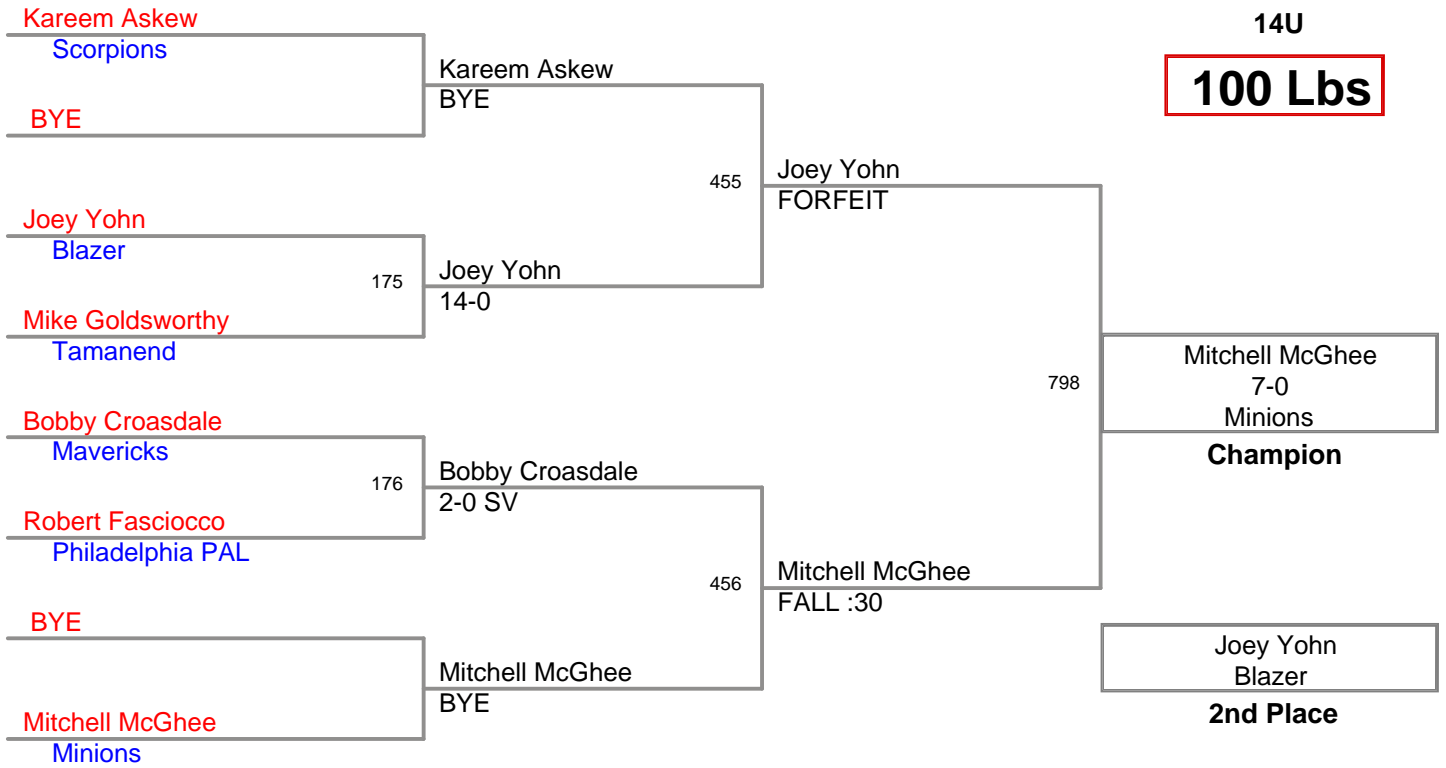 Kareem Askew
Scorpions
BYE
Joey Yohn
Blazer
Mike Goldsworthy
Tamanend
Bobby Croasdale
Mavericks
Robert Fasciocco
Philadelphia PAL
BYE
Mitchell McGhee
Minions
Kareem Askew
BYE
175
Joey Yohn
14-0
176
Bobby Croasdale
2-0 SV
Mitchell McGhee
BYE
455
Joey Yohn
FORFEIT
456
Mitchell McGhee
FALL :30
14U
100 Lbs
798
Mitchell McGhee
7-0
Minions
Champion
Joey Yohn
Blazer
2nd Place